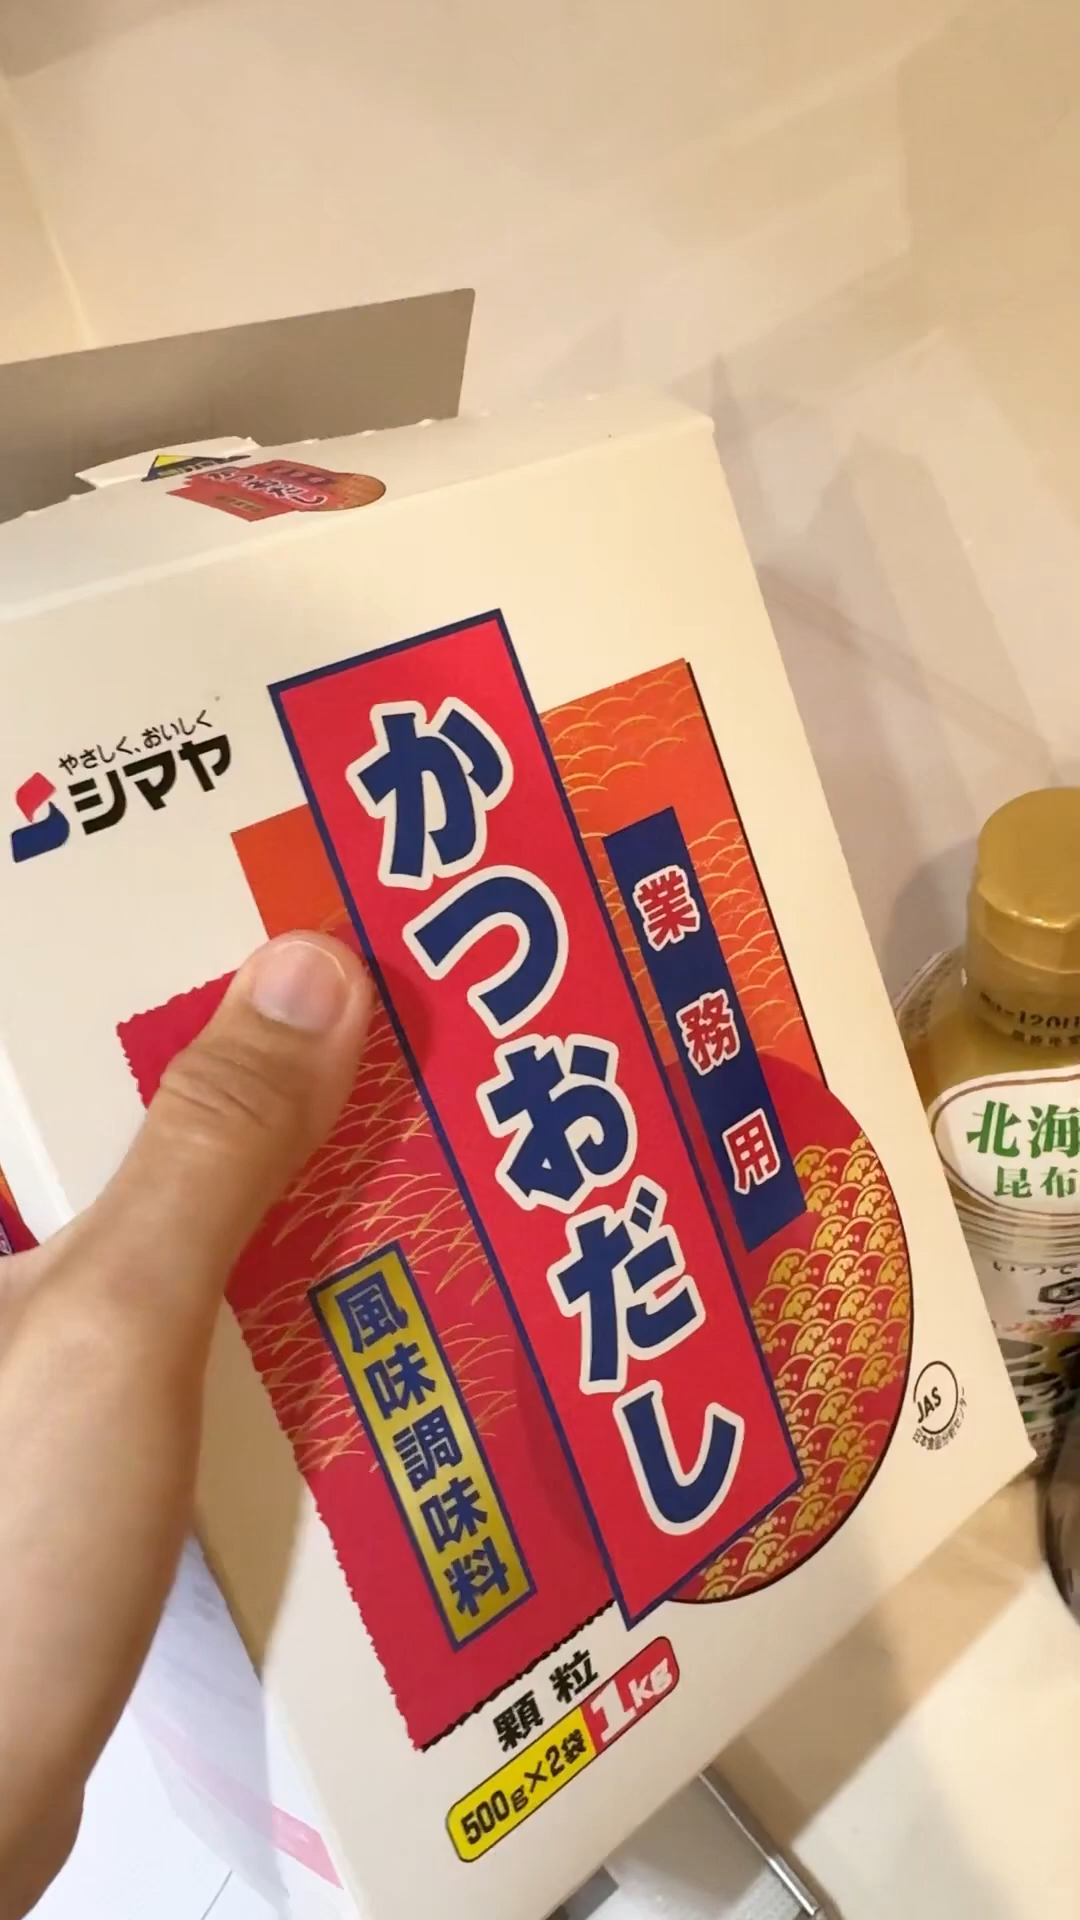 やさしく、おいしく
シマヤ
かつおだし
業務用
風味調味料
顆粒
500g×2袋
1kg
JAS
北海
昆布